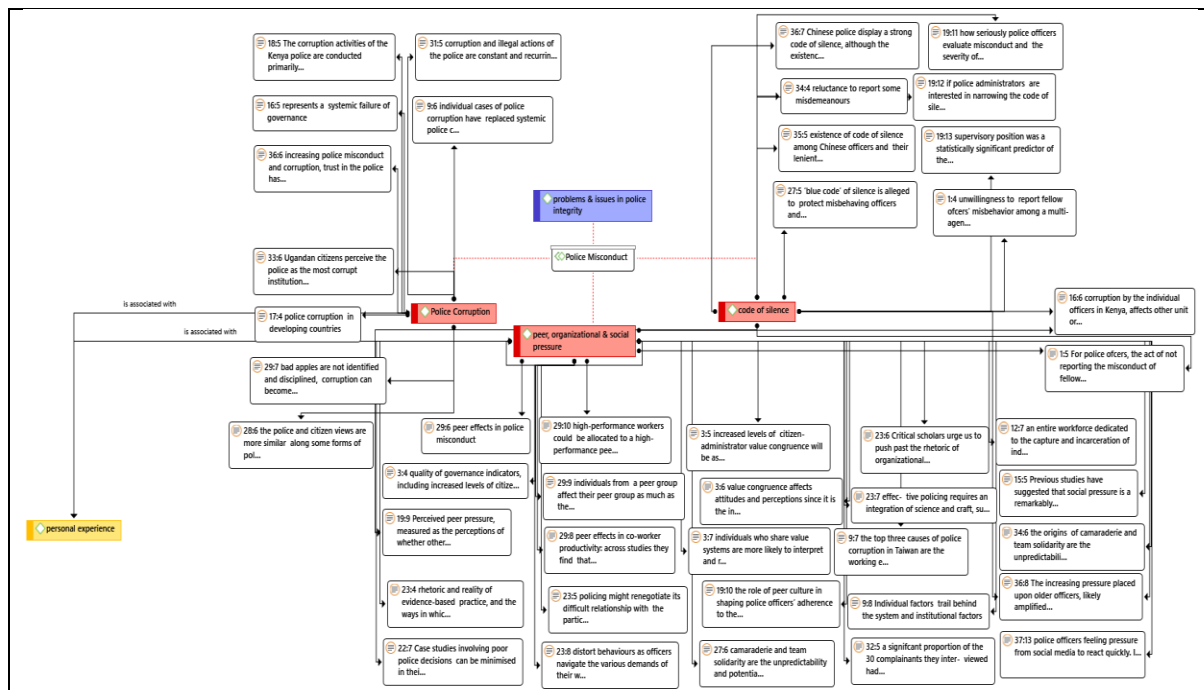 18:5 The corruption activities of the
Kenya police are conducted
primarily...
31:5 corruption and illegal actions of
the police are constant and
recurrin...
16:5 represents a systemic failure of
governance
9:6 individual cases of police
corruption have replaced systemic
police c...
36:6 increasing police misconduct
and corruption, trust in the police
has...
36:7 Chinese police display a strong
code of silence, although the
existenc...
19:11 how seriously police officers
evaluate misconduct and the
severity of...
34:4 reluctance to report some
misdemeanours
19:12 if police administrators are
interested in narrowing the code of
sile...
35:5 existence of code of silence
among Chinese officers and their
lenient...
19:13 supervisory position was a
statistically significant predictor of
the...
27:5 'blue code' of silence is alleged
to protect misbehaving officers
and...
1:4 unwillingness to report fellow
ofcers' misbehavior among a multi-
agen...
problems & issues in police
integrity
Police Misconduct
33:6 Ugandan citizens perceive the
police as the most corrupt
institution...
is associated with
17:4 police corruption in
developing countries
is associated with
Police Corruption
code of silence
peer, organizational & social
pressure
16:6 corruption by the individual
officers in Kenya, affects other unit
or...
1:5 For police ofcers, the act of not
reporting the misconduct of
fellow...
29:7 bad apples are not identified
and disciplined, corruption can
become...
28:6 the police and citizen views are
more similar along some forms of
pol...
29:6 peer effects in police
misconduct
29:10 high-performance workers
could be allocated to a high-
performance pee...
3:5 increased levels of citizen-
administrator value congruence will
be as...
23:6 Critical scholars urge us to
push past the rhetoric of
organizational...
12:7 an entire workforce dedicated
to the capture and incarceration of
ind...
3:4 quality of governance indicators,
including increased levels of citize...
29:9 individuals from a peer group
affect their peer group as much as
the...
3:6 value congruence affects
attitudes and perceptions since it is
the in...
23:7 effec- tive policing requires an
integration of science and craft, su...
15:5 Previous studies have
suggested that social pressure is a
remarkably...
personal experience
19:9 Perceived peer pressure,
measured as the perceptions of
whether other...
29:8 peer effects in co-worker
productivity: across studies they
find that...
3:7 individuals who share value
systems are more likely to interpret
and r...
9:7 the top three causes of police
corruption in Taiwan are the
working e...
34:6 the origins of camaraderie and
team solidarity are the
unpredictabili...
23:4 rhetoric and reality of
evidence-based practice, and the
ways in whic...
23:5 policing might renegotiate its
difficult relationship with the
partic...
19:10 the role of peer culture in
shaping police officers' adherence to
the...
9:8 Individual factors trail behind
the system and institutional factors
36:8 The increasing pressure placed
upon older officers, likely
amplified...
22:7 Case studies involving poor
police decisions can be minimised
in thei...
23:8 distort behaviours as officers
navigate the various demands of
their w...
27:6 camaraderie and team
solidarity are the unpredictability
and potentia...
32:5 a signifcant proportion of the
30 complainants they inter- viewed
had...
37:13 police officers feeling pressure
from social media to react quickly. I...